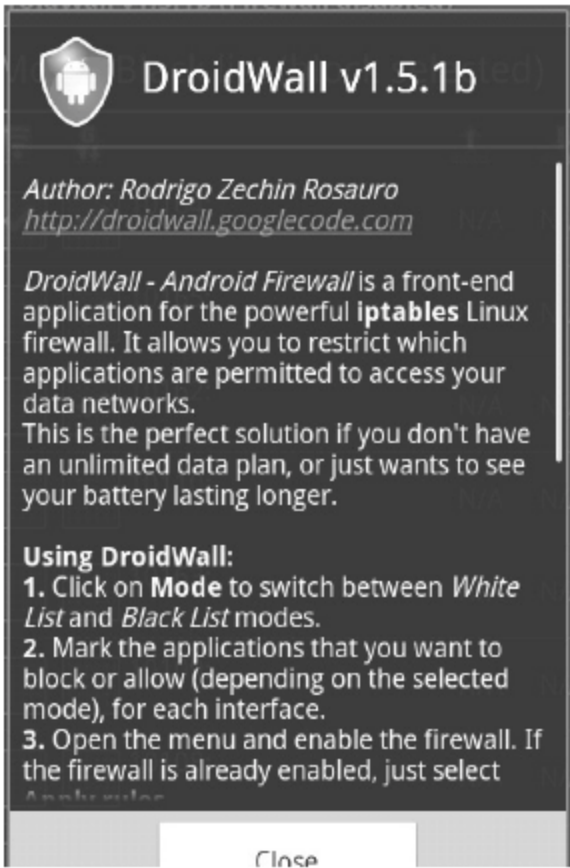 DroidWall v1.5.1b
Author: Rodrigo Zechin Rosauro
http://droidwall.googlecode.com
DroidWall - Android Firewall is a front-end
application for the powerful iptables Linux
firewall. It allows you to restrict which
applications are permitted to access your
data networks.
This is the perfect solution if you don't have
an unlimited data plan, or just wants to see
your battery lasting longer.
Using DroidWall:
1. Click on Mode to switch between White
List and Black List modes.
2. Mark the applications that you want to
block or allow (depending on the selected
mode), for each interface.
3. Open the menu and enable the firewall. If
the firewall is already enabled, just select
Apply rules
Close